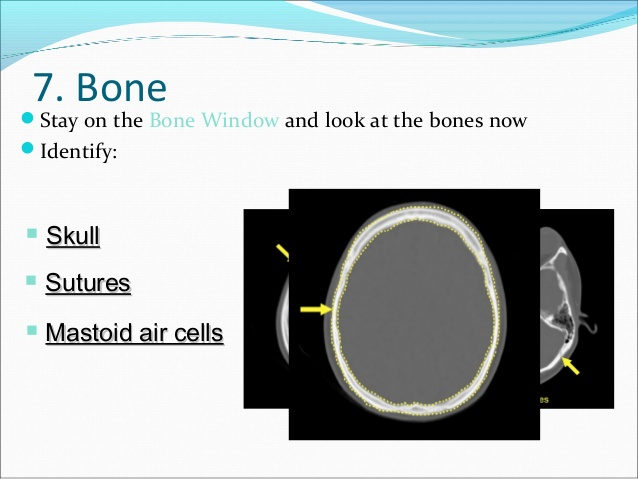 7. Bone
Stay on the Bone Window and look at the bones now
Identify:
Skull
Sutures
Mastoid air cells